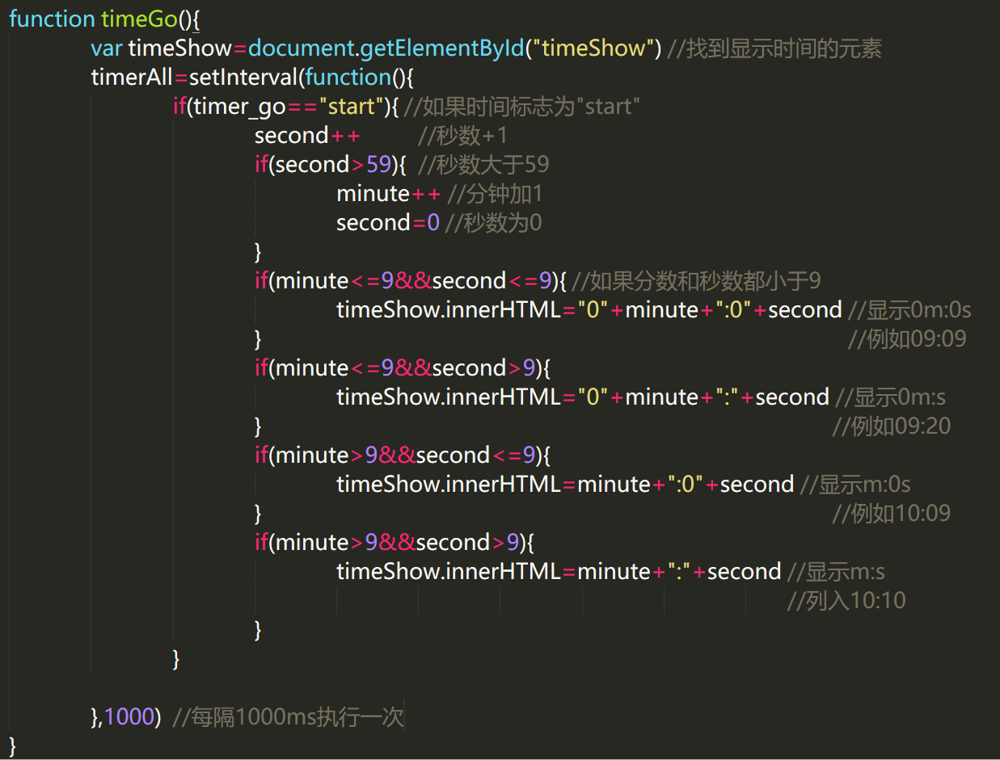 function timeGo(){
var timeShow=document.getElementById("timeShow") //找到显示时间的元素
timerAll=setInterval(function(){
if(timer_go=="start"){ //如果时间标志为"start"
second++ //秒数+1
if(second>59){ //秒数大于59
minute++ //分钟加1
second=0 //秒数为0
}
if(minute<=9&&second<=9){ //如果分数和秒数都小于9
timeShow.innerHTML="0"+minute+":0"+second //显示0m:0s
} //例如09:09
if(minute<=9&&second>9){
timeShow.innerHTML="0"+minute+":"+second //显示0m:s
} //例如09:20
if(minute>9&&second<=9){
timeShow.innerHTML=minute+":0"+second //显示m:0s
} //例如10:09
if(minute>9&&second>9){
timeShow.innerHTML=minute+":"+second //显示m:s
//列入10:10
}
}
},1000) //每隔1000ms执行一次
}